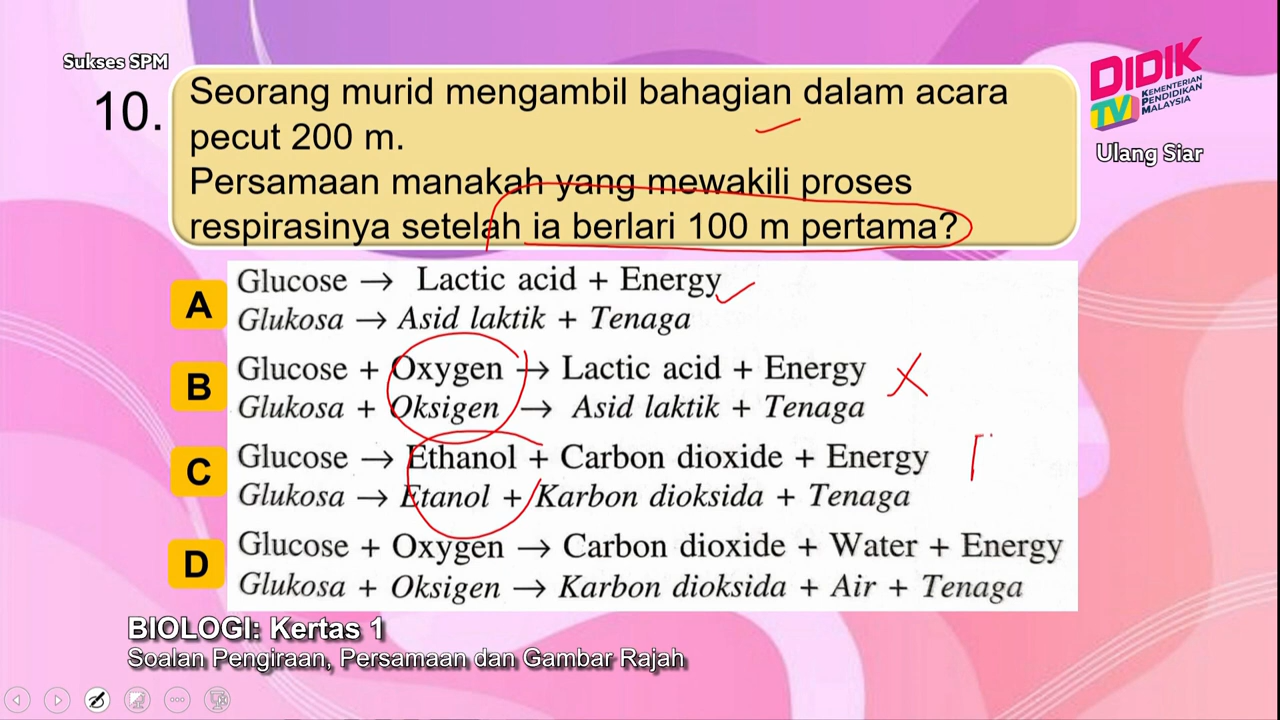 Sukses SPM
10.
Seorang murid mengambil bahagian dalam acara
pecut 200 m.
Persamaan manakah yang mewakili proses
respirasinya setelah ia berlari 100 m pertama?
DIDIK
TV
KEMENTERIAN
PENDIDIKAN
MALAYSIA
Ulang Siar
A
Glucose → Lactic acid + Energy
Glukosa → Asid laktik + Tenaga
B
Glucose + Oxygen → Lactic acid + Energy
Glukosa + Oksigen → Asid laktik + Tenaga
C
Glucose → Ethanol + Carbon dioxide + Energy
Glukosa → Etanol + Karbon dioksida + Tenaga
D
Glucose + Oxygen → Carbon dioxide + Water + Energy
Glukosa + Oksigen → Karbon dioksida + Air + Tenaga
BIOLOGI: Kertas 1
Soalan Pengiraan, Persamaan dan Gambar Rajah